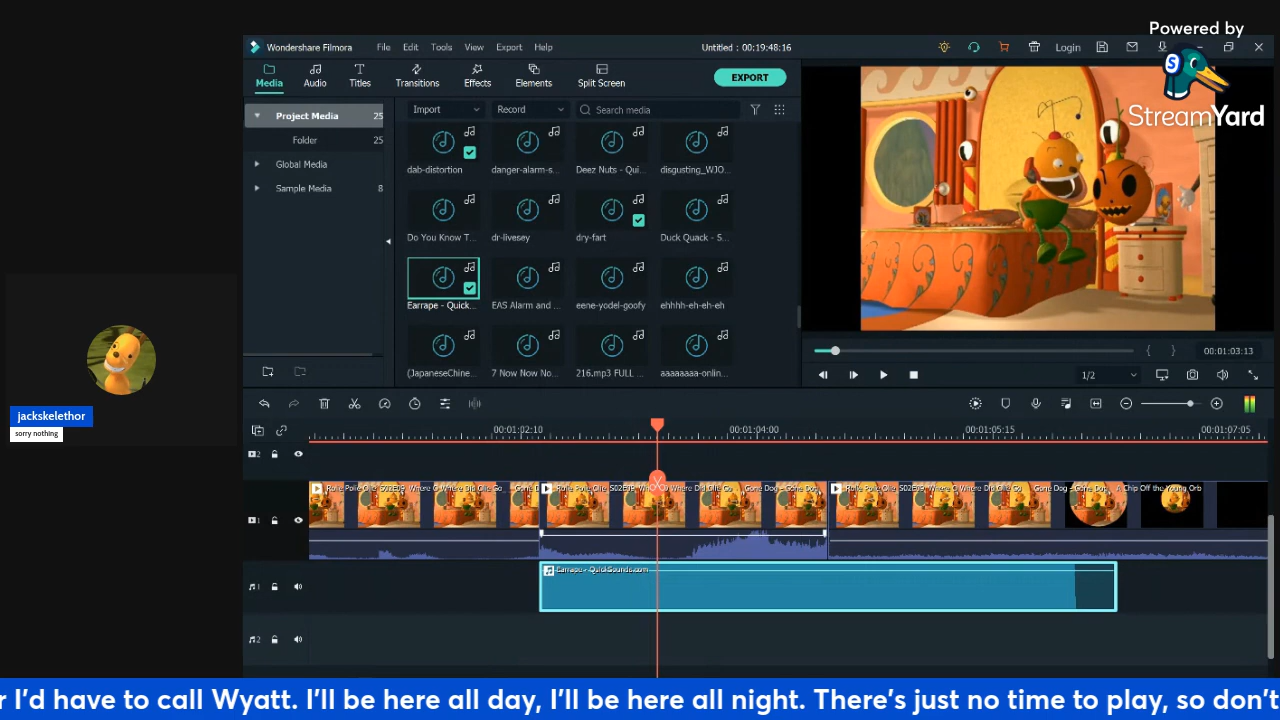 Powered by
StreamYard
Wondershare Filmora
File Edit Tools View Export Help
Untitled : 00:19:48:16
Login
Media Audio Titles Transitions Effects Elements Split Screen
EXPORT
Project Media 25
Folder 25
Global Media
Sample Media 8
Import Record Search media
dab-distortion danger-alarm-s... Deez Nuts - Qui... disgusting_WJO...
Do You Know T... dr-livesey dry-fart Duck Quack - S...
Earrape - Quick... EAS Alarm and ... eene-yodel-goofy ehhhh-eh-eh-eh
(JapaneseChine... 7 Now Now No... 216.mp3 FULL ... aaaaaaaa-onlin...
00:01:03:13
1/2
jackskelethor
sorry nothing
00:01:02:10 00:01:04:00 00:01:05:15 00:01:07:05
2
1
1
Earrape - QuickSounds.com
2
r I'd have to call Wyatt. I'll be here all day, I'll be here all night. There's just no time to play, so don't